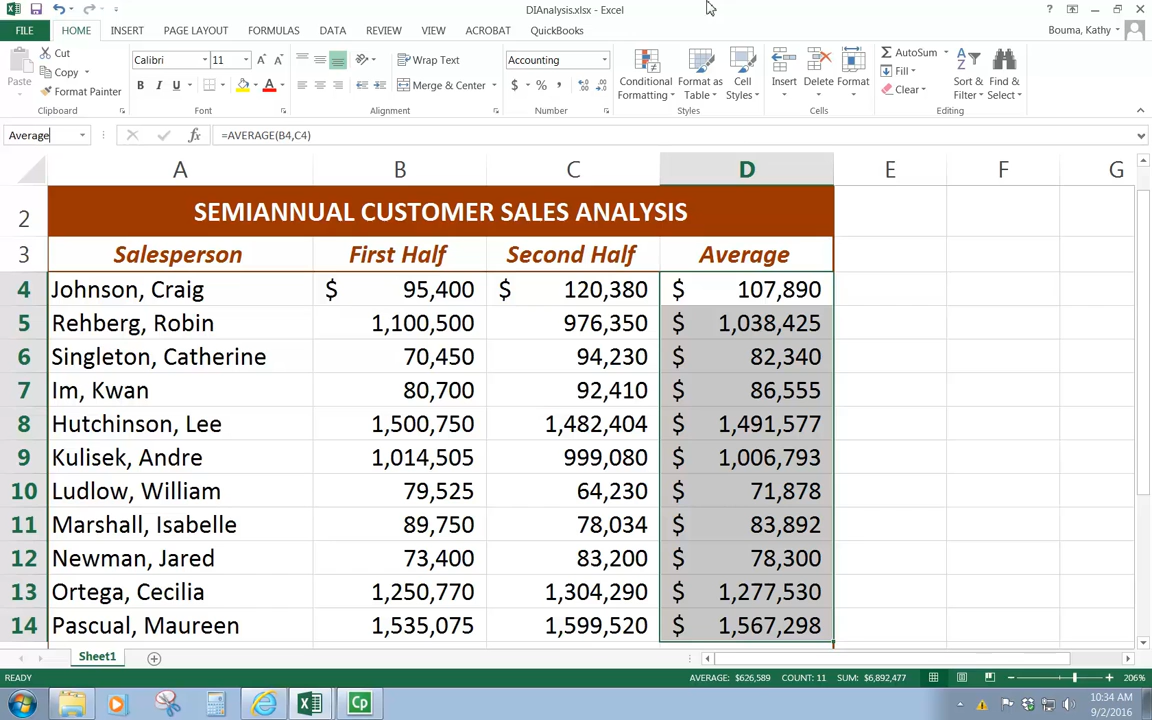 DIAnalysis.xlsx - Excel
FILE HOME INSERT PAGE LAYOUT FORMULAS DATA REVIEW VIEW ACROBAT QuickBooks Bouma, Kathy
Paste Cut Copy Format Painter
Clipboard
Calibri 11
B I U
Font
Wrap Text
Merge & Center
Alignment
Accounting
$ % ,
Number
Conditional Formatting Format as Table Cell Styles
Styles
Insert Delete Format
Cells
AutoSum Fill Clear Sort & Filter Find & Select
Editing
Average fx =AVERAGE(B4,C4)
A B C D E F G
2 SEMIANNUAL CUSTOMER SALES ANALYSIS
3 Salesperson First Half Second Half Average
4 Johnson, Craig $ 95,400 $ 120,380 $ 107,890
5 Rehberg, Robin 1,100,500 976,350 $ 1,038,425
6 Singleton, Catherine 70,450 94,230 $ 82,340
7 Im, Kwan 80,700 92,410 $ 86,555
8 Hutchinson, Lee 1,500,750 1,482,404 $ 1,491,577
9 Kulisek, Andre 1,014,505 999,080 $ 1,006,793
10 Ludlow, William 79,525 64,230 $ 71,878
11 Marshall, Isabelle 89,750 78,034 $ 83,892
12 Newman, Jared 73,400 83,200 $ 78,300
13 Ortega, Cecilia 1,250,770 1,304,290 $ 1,277,530
14 Pascual, Maureen 1,535,075 1,599,520 $ 1,567,298
Sheet1
READY AVERAGE: $626,589 COUNT: 11 SUM: $6,892,477 206%
Cp 10:34 AM
9/2/2016